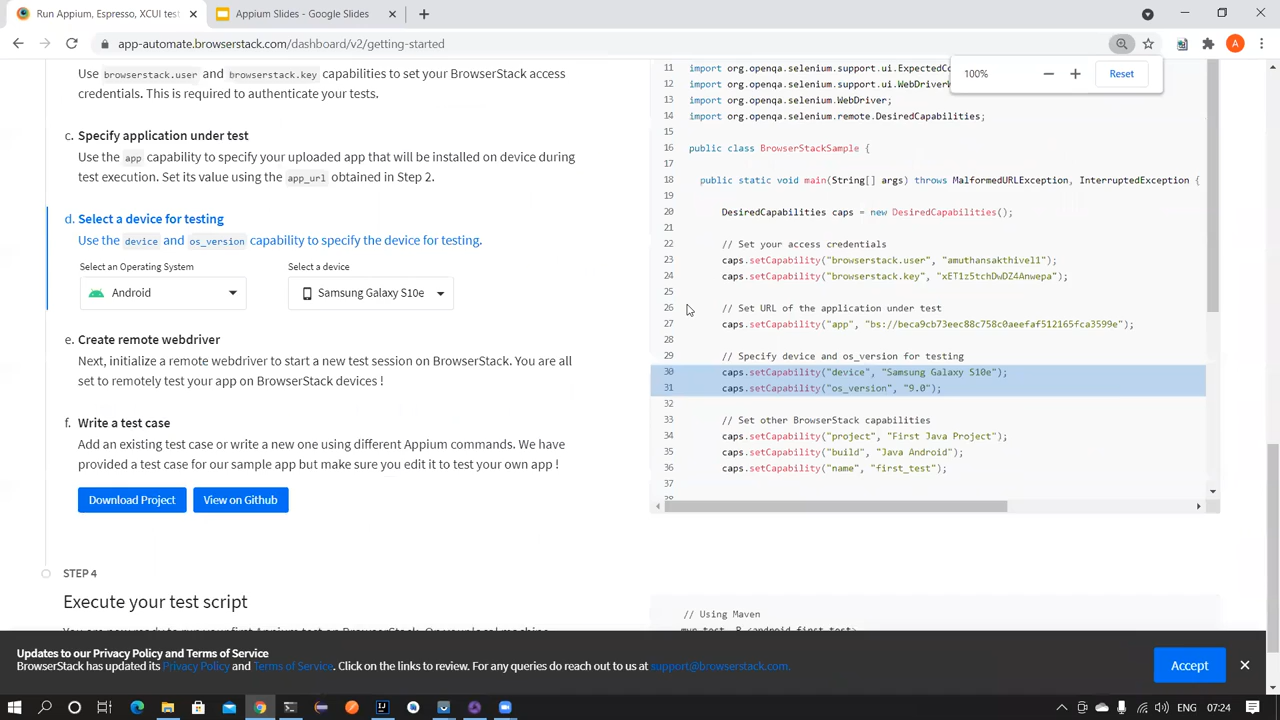 Run Appium, Espresso, XCUI tes
Appium Slides - Google Slides
app-automate.browserstack.com/dashboard/v2/getting-started
100%
Reset
Use browserstack.user and browserstack.key capabilities to set your BrowserStack access
credentials. This is required to authenticate your tests.
c. Specify application under test
Use the app capability to specify your uploaded app that will be installed on device during
test execution. Set its value using the app_url obtained in Step 2.
d. Select a device for testing
Use the device and os_version capability to specify the device for testing.
Select an Operating System
Select a device
Android
Samsung Galaxy S10e
e. Create remote webdriver
Next, initialize a remote webdriver to start a new test session on BrowserStack. You are all
set to remotely test your app on BrowserStack devices !
f. Write a test case
Add an existing test case or write a new one using different Appium commands. We have
provided a test case for our sample app but make sure you edit it to test your own app !
Download Project
View on Github
11 import org.openqa.selenium.support.ui.ExpectedCo
12 import org.openqa.selenium.support.ui.WebDriverW
13 import org.openqa.selenium.WebDriver;
14 import org.openqa.selenium.remote.DesiredCapabilities;
15
16 public class BrowserStackSample {
17
18 public static void main(String[] args) throws MalformedURLException, InterruptedException {
19
20 DesiredCapabilities caps = new DesiredCapabilities();
21
22 // Set your access credentials
23 caps.setCapability("browserstack.user", "amuthansakthivel1");
24 caps.setCapability("browserstack.key", "xET1z5tchDwDZ4Anwepa");
25
26 // Set URL of the application under test
27 caps.setCapability("app", "bs://beca9cb73eec88c758c0aeefaf512165fca3599e");
28
29 // Specify device and os_version for testing
30 caps.setCapability("device", "Samsung Galaxy S10e");
31 caps.setCapability("os_version", "9.0");
32
33 // Set other BrowserStack capabilities
34 caps.setCapability("project", "First Java Project");
35 caps.setCapability("build", "Java Android");
36 caps.setCapability("name", "first_test");
37
38
STEP 4
Execute your test script
// Using Maven
mvn test -P <android-first-test>
Updates to our Privacy Policy and Terms of Service
BrowserStack has updated its Privacy Policy and Terms of Service. Click on the links to review. For any queries do reach out to us at support@browserstack.com.
Accept
ENG
07:24